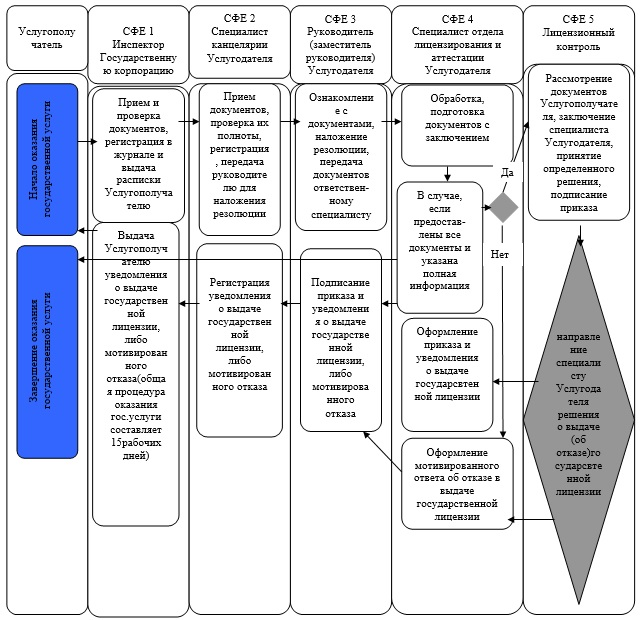 Услугополу
чатель
СФЕ 1
Инспектор
Государственну
ю корпорацию
СФЕ 2
Специалист
канцелярии
Услугодателя
СФЕ 3
Руководитель
(заместитель
руководителя)
Услугодателя
СФЕ 4
Специалист отдела
лицензирования и
аттестации
Услугодателя
СФЕ 5
Лицензионный
контроль
Начало оказания
государственной услуги
Прием и
проверка
документов,
регистрация в
журнале и
выдача
расписки
Услугополуча
телю
Прием
документов,
проверка их
полноты,
регистрация
, передача
руководите
лю для
наложения
резолюции
Ознакомлени
е с
документами,
наложение
резолюции,
передача
документов
ответствен-
ному
специалисту
Обработка,
подготовка
документов с
заключением
В случае,
если
предостав-
лены все
документы и
указана
полная
информация
Да
Нет
Рассмотрение
документов
Услугополучате
ля, заключение
специалиста
Услугодателя,
принятие
определенного
решения,
подписание
приказа
Завершение оказания
государственной услуги
Выдача
Услугополуч
ателю
уведомления
о выдаче
государствен
ной
лицензии,
либо
мотивирован
ного
отказа(обща
я процедура
оказания
гос.услуги
составляет
15рабочих
дней)
Регистрация
уведомления
о выдаче
государствен
ной
лицензии,
либо
мотивирован
ного отказа
Подписание
приказа и
уведомлени
я о выдаче
государстве
нной
лицензии,
либо
мотивирова
нного
отказа
Оформление
приказа и
уведомления
о выдаче
государсвтен
ной лицензии
Оформление
мотивированного
ответа об отказе в
выдаче
государственной
лицензии
направле
ние
специали
сту
Услугода
теля
решения
о выдаче
(об
отказе)го
сударсвте
нной
лицензии